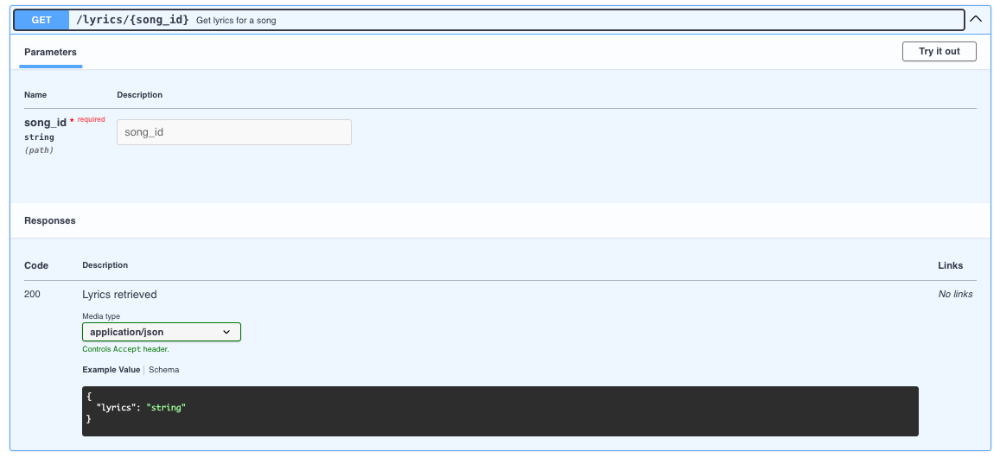 GET /lyrics/{song_id} Get lyrics for a song
Parameters
Try it out
Name Description
song_id * required
string
(path)
song_id
Responses
Code Description Links
200 Lyrics retrieved No links
Media type
application/json
Controls Accept header.
Example Value | Schema
{
  "lyrics": "string"
}